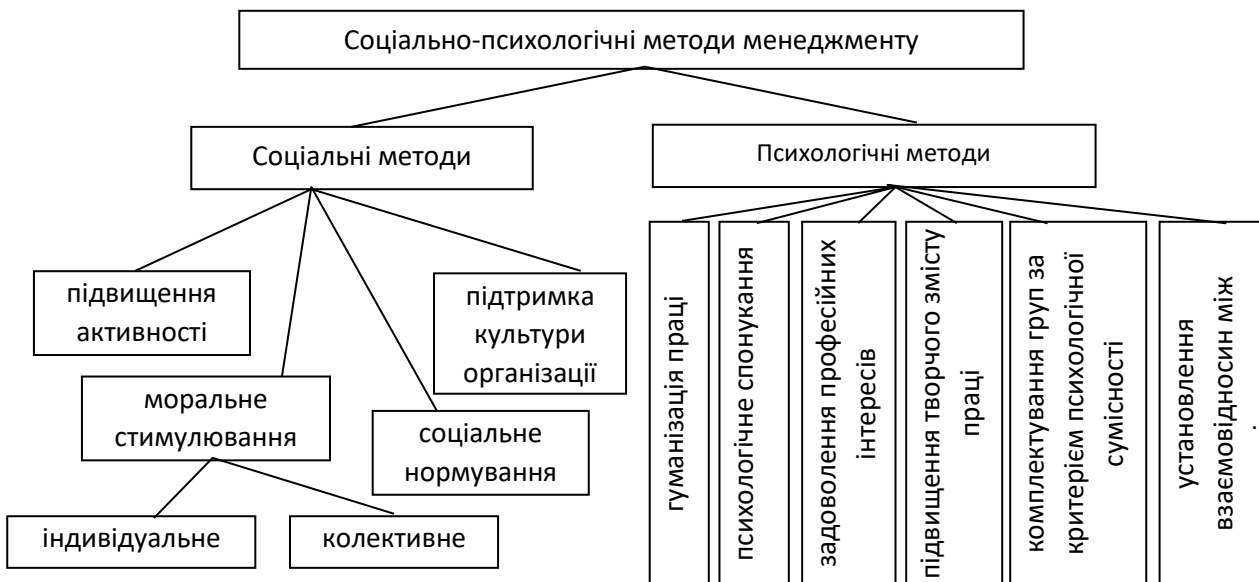 Соціально-психологічні методи менеджменту
Соціальні методи
Психологічні методи
підвищення
активності
підтримка
культури
організації
моральне
стимулювання
соціальне
нормування
індивідуальне
колективне
гуманізація праці
психологічне спонукання
задоволення професійних
інтересів
підвищення творчого змісту
праці
комплектування груп за
критерієм психологічної
сумісності
установлення
взаємовідносин між